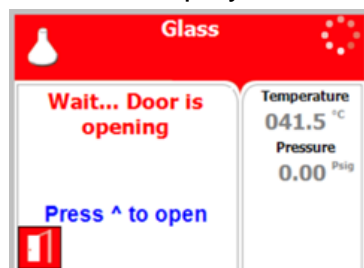 Glass
Wait... Door is
opening
Press ^ to open
Temperature
041.5 °C
Pressure
0.00 Psig